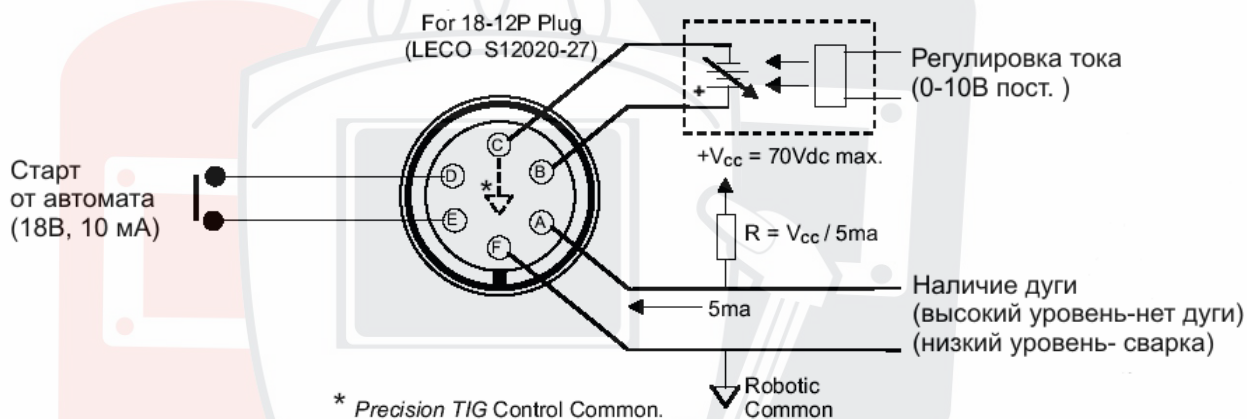 For 18-12P Plug
(LECO S12020-27)
Регулировка тока
(0-10В пост. )
+
+Vcc = 70Vdc max.
Старт
от автомата
(18В, 10 мА)
C
B
D
*
E
A
F
R = Vcc / 5ma
5ma
Наличие дуги
(высокий уровень-нет дуги)
(низкий уровень- сварка)
Robotic
Common
* Precision TIG Control Common.